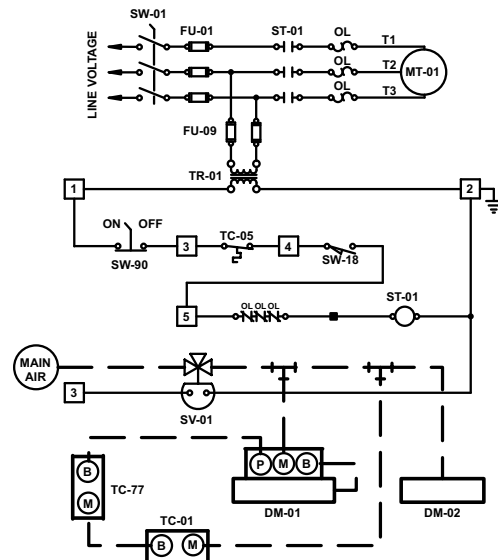 SW-01
FU-01
ST-01
OL
T1
LINE VOLTAGE
OL
T2
MT-01
OL
T3
FU-09
TR-01
1
2
ON OFF
3
TC-05
4
SW-90
SW-18
5
OL OL OL
ST-01
MAIN
AIR
3
SV-01
B
M
TC-77
P M B
DM-01
DM-02
TC-01
B M